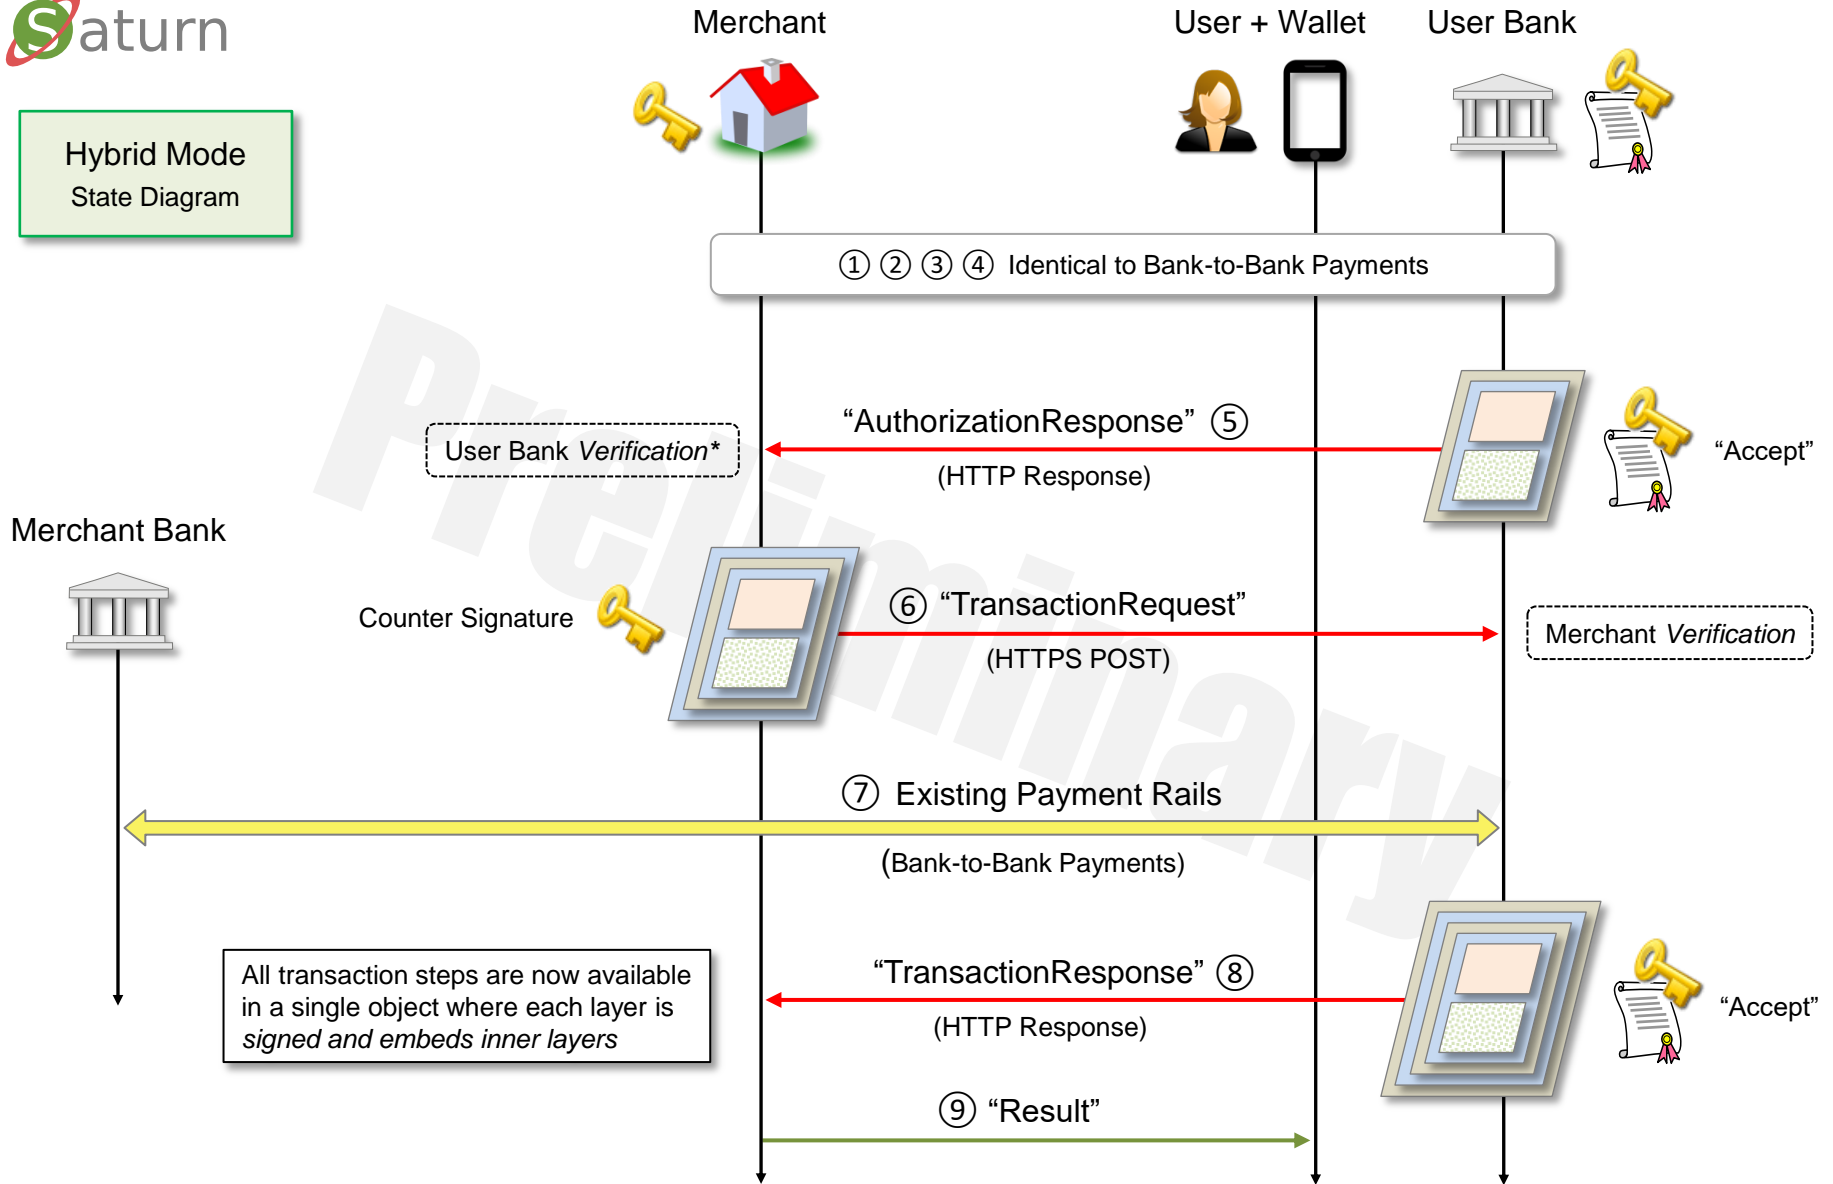 Saturn
Merchant
User + Wallet
User Bank
Hybrid Mode
State Diagram
① ② ③ ④ Identical to Bank-to-Bank Payments
Preliminary
“AuthorizationResponse” ⑤
(HTTP Response)
User Bank Verification*
“Accept”
Merchant Bank
Counter Signature
⑥ “TransactionRequest”
(HTTPS POST)
Merchant Verification
⑦ Existing Payment Rails
(Bank-to-Bank Payments)
All transaction steps are now available
in a single object where each layer is
signed and embeds inner layers
“TransactionResponse” ⑧
(HTTP Response)
“Accept”
⑨ “Result”